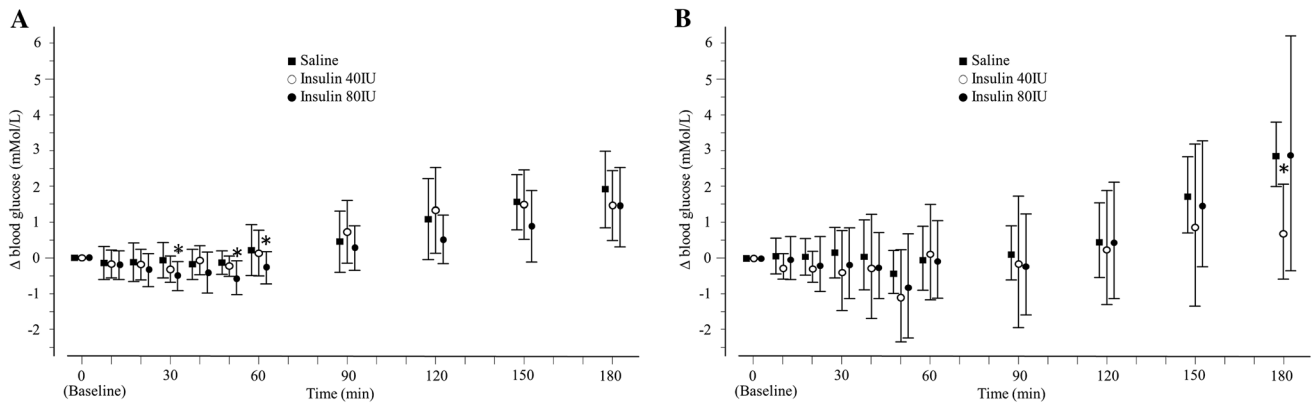 A
6
5
4
3
2
1
0
-1
-2
Δ blood glucose (mMol/L)
Saline
Insulin 40IU
Insulin 80IU
*
*
*
0 30 60 90 120 150 180
(Baseline)
Time (min)
B
6
5
4
3
2
1
0
-1
-2
Δ blood glucose (mMol/L)
Saline
Insulin 40IU
Insulin 80IU
*
0 30 60 90 120 150 180
(Baseline)
Time (min)